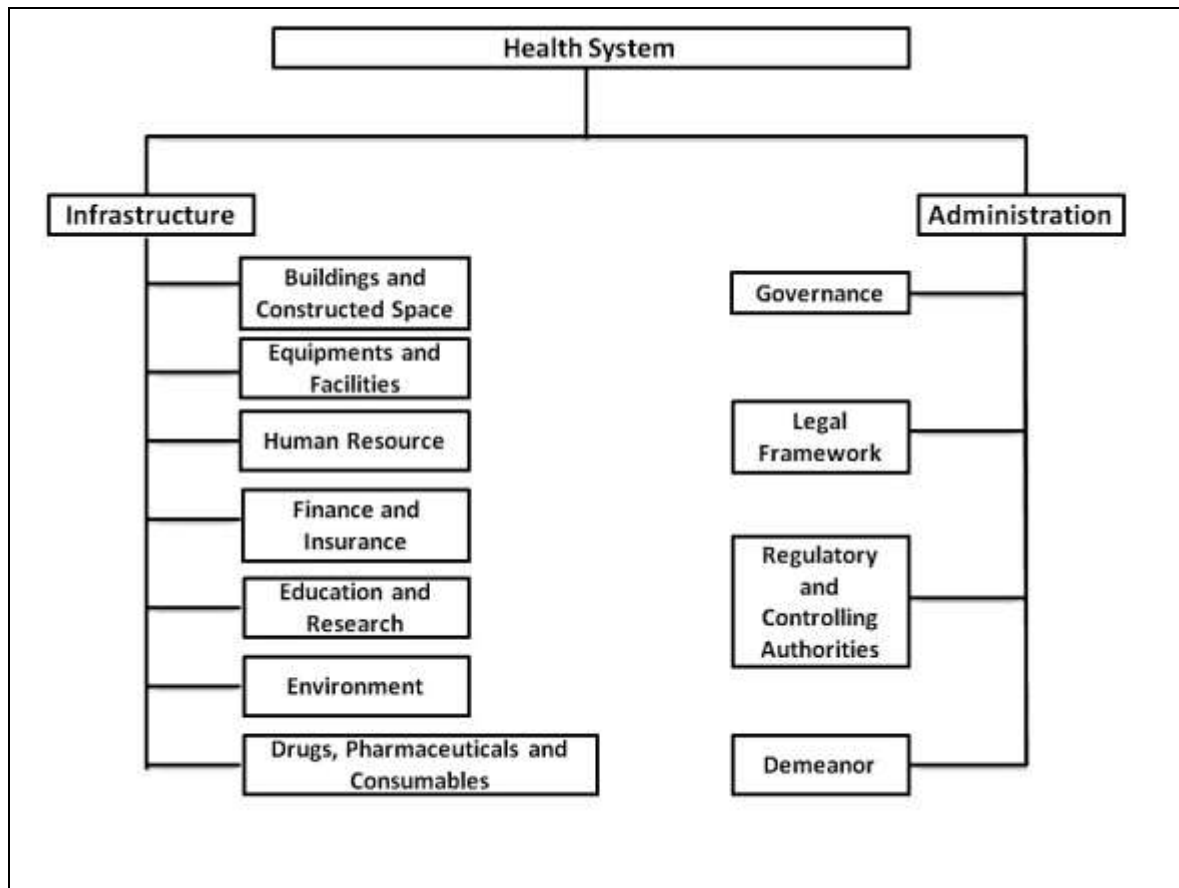 Health System
Infrastructure
Administration
Buildings and
Constructed Space
Equipments and
Facilities
Human Resource
Finance and
Insurance
Education and
Research
Environment
Drugs, Pharmaceuticals and
Consumables
Governance
Legal
Framework
Regulatory
and
Controlling
Authorities
Demeanor